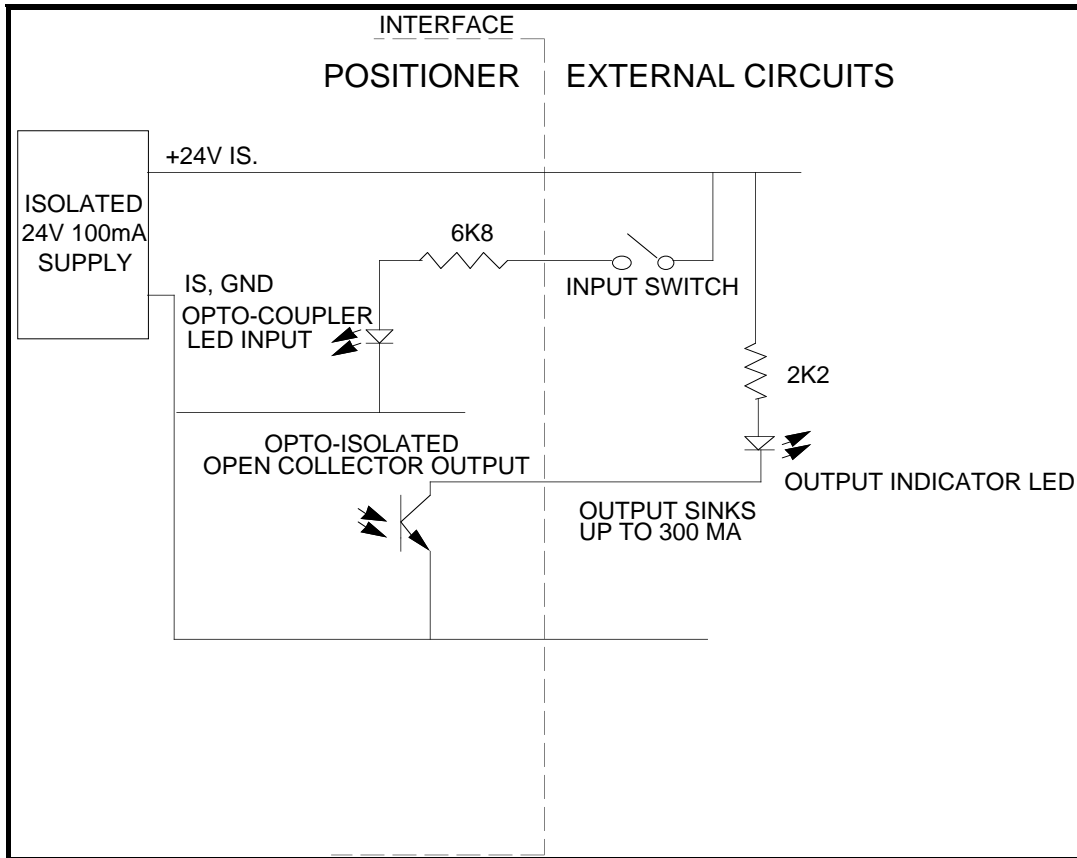 INTERFACE
POSITIONER
EXTERNAL CIRCUITS
+24V IS.
ISOLATED
24V 100mA
SUPPLY
6K8
INPUT SWITCH
IS, GND
OPTO-COUPLER
LED INPUT
2K2
OPTO-ISOLATED
OPEN COLLECTOR OUTPUT
OUTPUT INDICATOR LED
OUTPUT SINKS
UP TO 300 MA